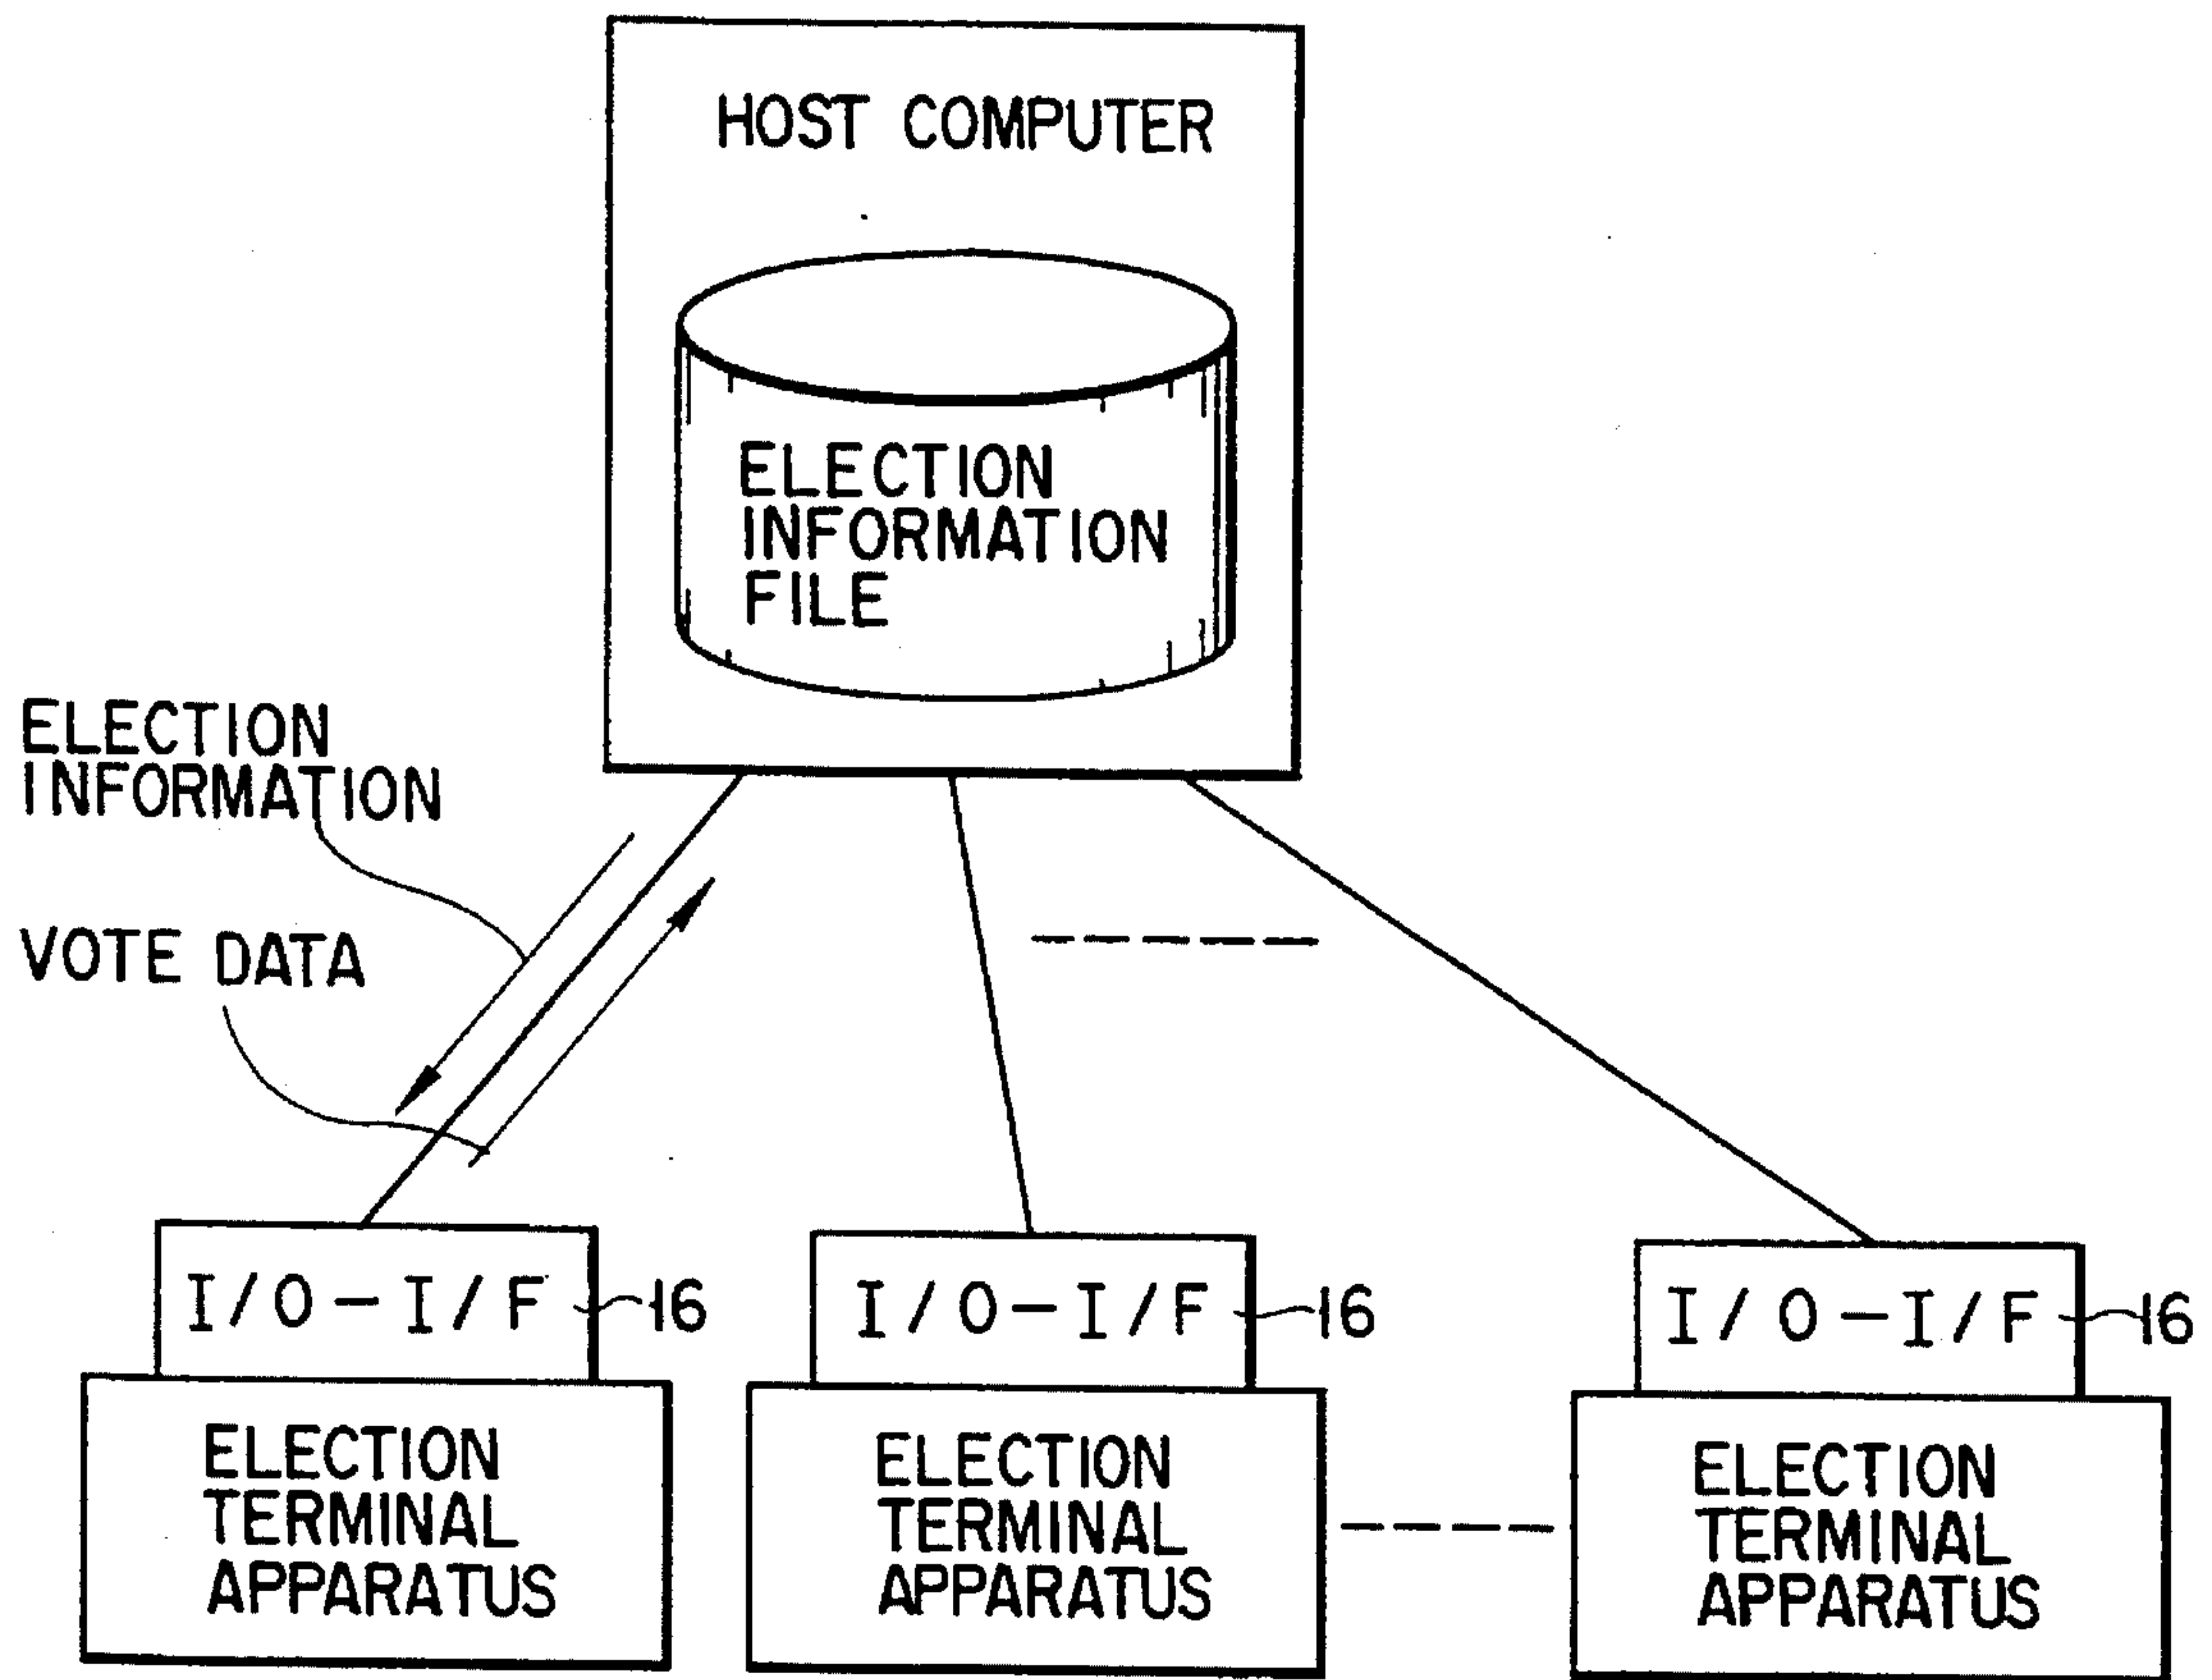 HOST COMPUTER
ELECTION
INFORMATION
FILE
ELECTION
INFORMATION
VOTE DATA
I/O-I/F 16
I/O-I/F 16
I/O-I/F 16
ELECTION
TERMINAL
APPARATUS
ELECTION
TERMINAL
APPARATUS
ELECTION
TERMINAL
APPARATUS